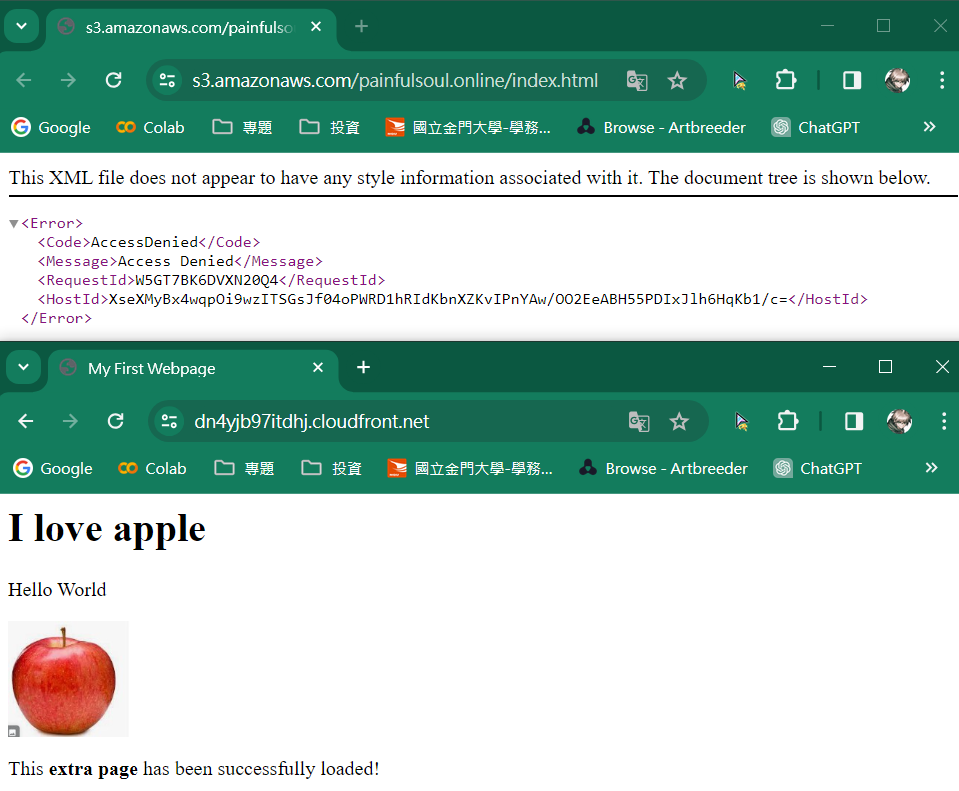 s3.amazonaws.com/painfulso
s3.amazonaws.com/painfulsoul.online/index.html
Google Colab 專題 投資 國立金門大學-學務... Browse - Artbreeder ChatGPT
This XML file does not appear to have any style information associated with it. The document tree is shown below.
<Error>
<Code>AccessDenied</Code>
<Message>Access Denied</Message>
<RequestId>W5GT7BK6DVXN20Q4</RequestId>
<HostId>XseXMyBx4wqpOi9wzITSGsJf04oPWRD1hRIdKbnXZKvIPnYAw/OO2EeABH55PDIxJlh6HqKb1/c=</HostId>
</Error>
My First Webpage
dn4yjb97itdhj.cloudfront.net
Google Colab 專題 投資 國立金門大學-學務... Browse - Artbreeder ChatGPT
I love apple
Hello World
This extra page has been successfully loaded!